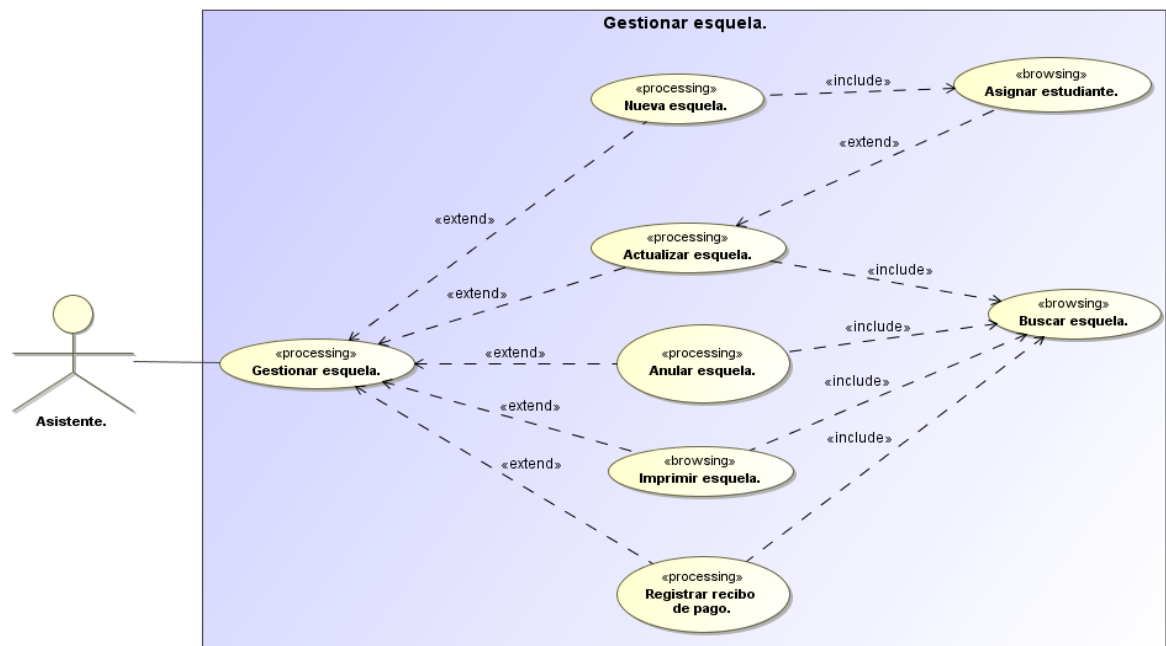 Gestionar esquela.
«processing»
Nueva esquela.
«include»
«browsing»
Asignar estudiante.
«extend»
«extend»
«processing»
Actualizar esquela.
«include»
«extend»
«browsing»
Buscar esquela.
«processing»
Gestionar esquela.
«extend»
«processing»
Anular esquela.
«include»
«include»
Asistente.
«extend»
«browsing»
Imprimir esquela.
«include»
«extend»
«processing»
Registrar recibo
de pago.